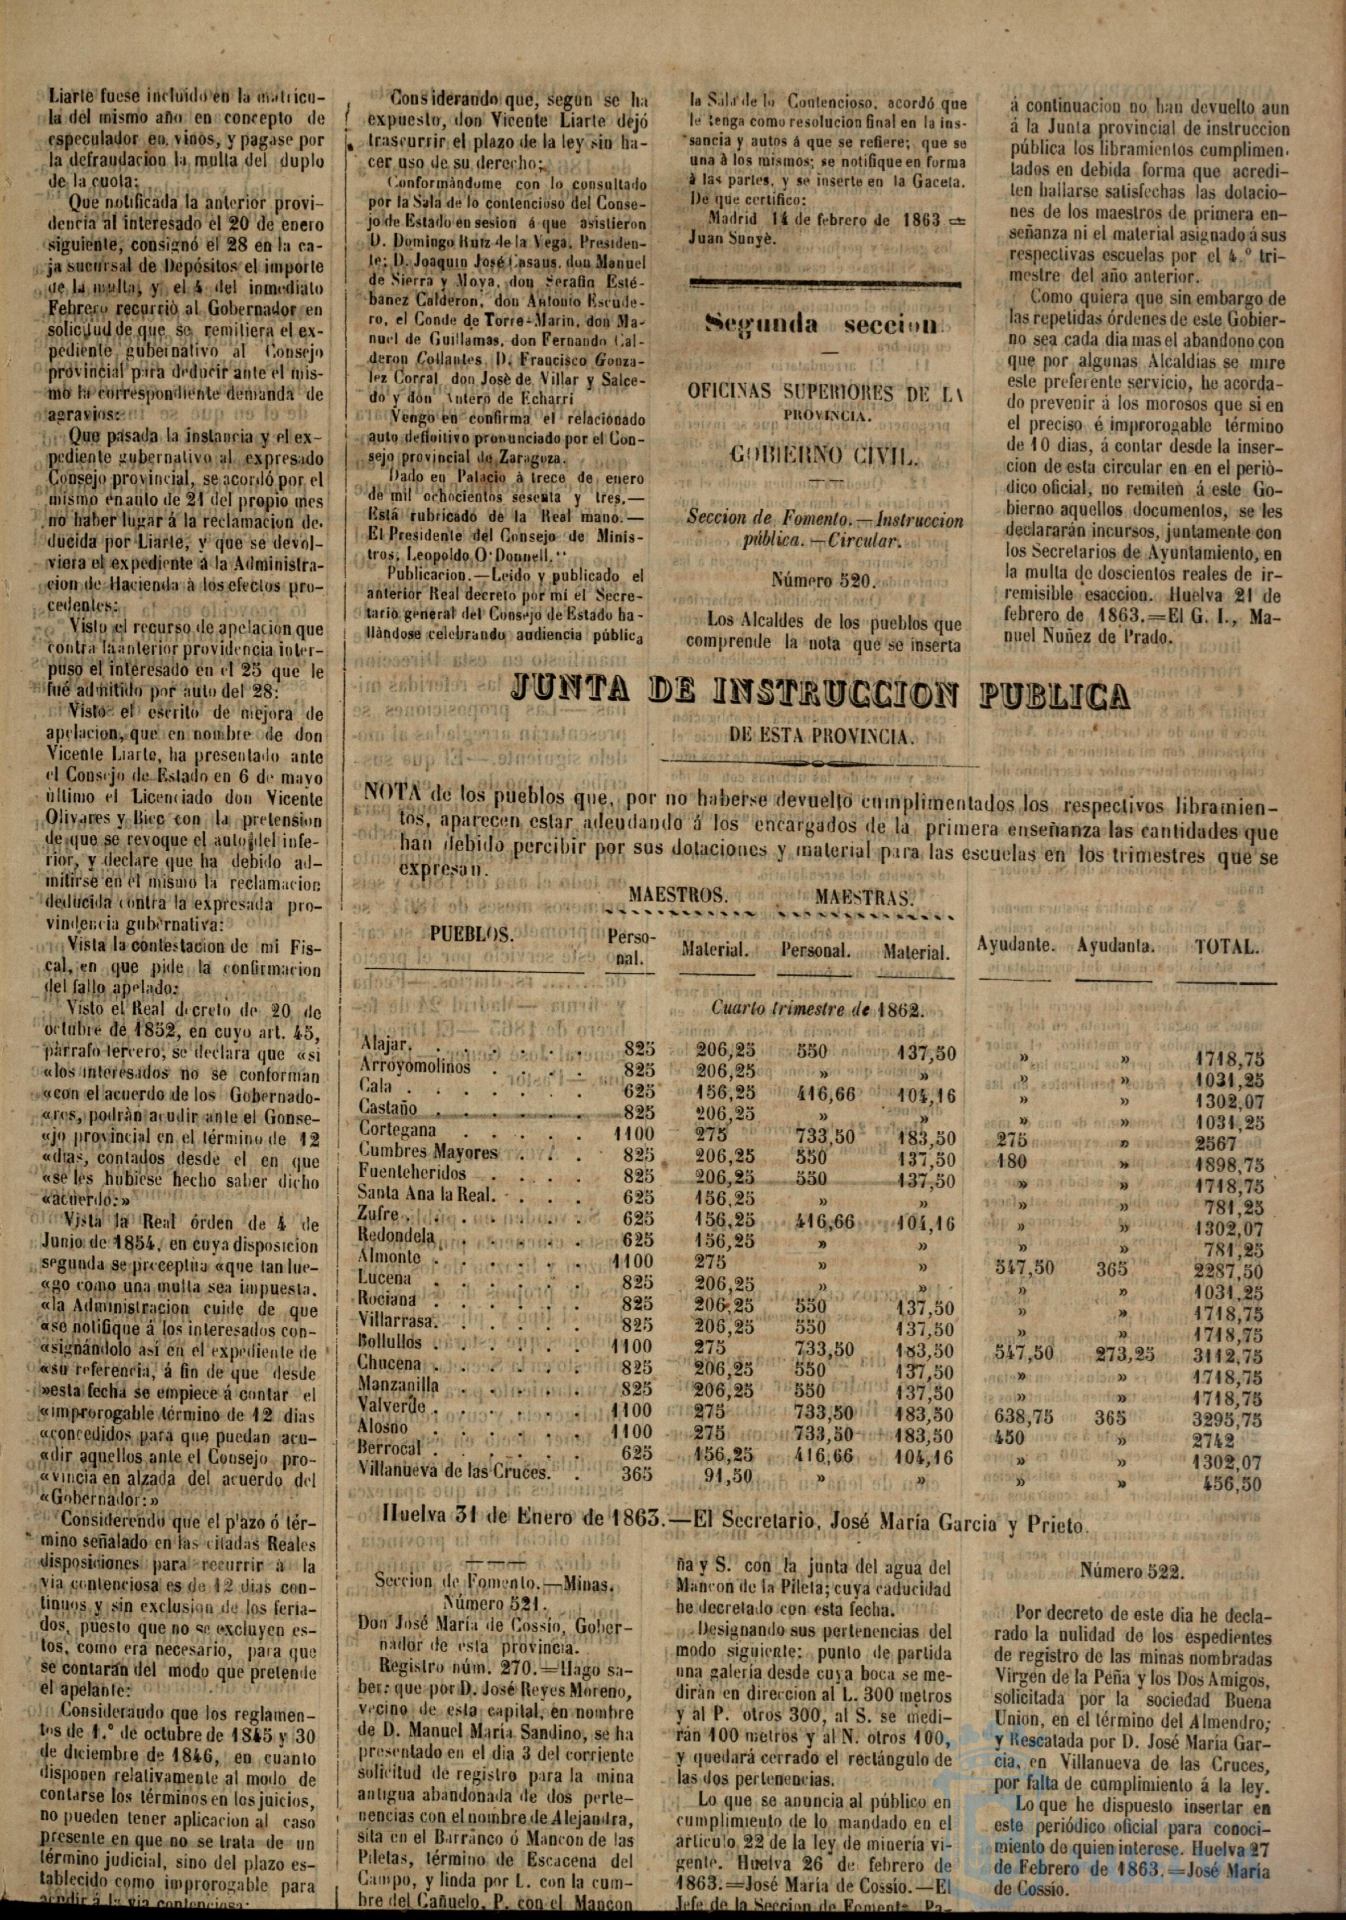 Liarte fuese incluido en la matricu-
la del mismo año en concepto de
especulador en vinos, y pagase por
la defraudacion la multa del duplo
de la cuota:
Que notificada la anterior provi-
dencia al interesado el 20 de enero
siguiente, consignó el 28 en la ca-
ja sucursal de Depósitos el importe
de la multa, y el 4 del inmediato
Febrero recurriò al Gobernador en
solicitud de que se remitiera el ex-
pediente gubernativo al Consejo
provincial para deducir ante el mis-
mo la correspondiente demanda de
agravios:
Que pasada la instancia y el ex-
pediente gubernativo al expresado
Consejo provincial, se acordó por el
mismo en auto de 21 del propio mes
no haber lugar á la reclamacion de-
ducida por Liarte, y que se devol-
viera el expediente á la Administra-
cion de Hacienda à los efectos pro-
cedentes:
Visto el recurso de apelacion que
contra la anterior providencia inter-
puso el interesado en el 25 que le
fué admitido por auto del 28:
Visto el escrito de mejora de
apelacion, que en nombre de don
Vicente Liarte, ha presentado ante
el Consejo de Estado en 6 de mayo
ùltimo el Licenciado don Vicente
Olivares y Biec con la pretension
de que se revoque el auto del infe-
rior, y declare que ha debido ad-
mitirse en el mismo la reclamacion
deducida contra la expresada pro-
vindencia gubernativa:
Vista la contestacion de mi Fis-
cal, en que pide la confirmacion
del fallo apelado:
Visto el Real decreto de 20 de
octubre de 1852, en cuyo art. 45,
pàrrafo tercero, se declara que «si
«los interesados no se conforman
«con el acuerdo de los Gobernado-
«res, podràn acudir ante el Gonse-
«jo provincial en el término de 12
«dias, contados desde el en que
«se les hubiese hecho saber dicho
«acuerdo:»
Vista la Real órden de 4 de
Junio de 1854, en cuya disposicion
segunda se preceptùa «que tan lue-
«go como una multa sea impuesta,
«la Administracion cuide de que
«se notifique á los interesados con-
«signándolo así en el expediente de
«su referencia, á fin de que desde
»esta fecha se empiece á contar el
«improrogable término de 12 dias
«concedidos para que puedan acu-
«dir aquellos ante el Consejo pro-
«vincia en alzada del acuerdo del
«Gobernador:»
Considerendo que el p'azo ó tér-
mino señalado en las citadas Reales
disposiciones para recurrir à la
via contenciosa es de 12 dias con-
tinuos y sin exclusion de los feria-
dos, puesto que no se excluyen es-
tos, como era necesario, para que
se contaràn del modo que pretende
el apelante:
Consideraudo que los reglamen-
tos de 1.º de octubre de 1845 y 30
de diciembre de 1846, en cuanto
disponen relativamente al modo de
contarse los términos en los juicios,
no pueden tener aplicacion al caso
presente en que no se trata de un
término judicial, sino del plazo es-
tablecido como improrogable para
acudir á la via contenciosa:
Considerando que, segun se ha
expuesto, don Vicente Liarte dejó
trascurrir el plazo de la ley sin ha-
cer uso de su derecho;
Conformàndome con lo consultado
por la Sala de lo contencioso del Conse-
jo de Estado en sesion á que asistieron
D. Domingo Ruiz de la Vega, Presiden-
te; D. Joaquin José Casaus, don Manuel
de Sierra y Moya, don Serafin Esté-
banez Calderon, don Antonio Escude-
ro, el Conde de Torre-Marin, don Ma-
nuel de Guillamas, don Fernando Cal-
deron Collantes, D. Francisco Gonza-
lez Corral don Josè de Villar y Salce-
do y don Antero de Echarri
Vengo en confirma el relacionado
auto definitivo pronunciado por el Con-
sejo provincial de Zaragoza.
Dado en Palacio à trece de enero
de mil ochocientos sesenta y tres.—
Está rubricado de la Real mano.—
El Presidente del Consejo de Minis-
tros, Leopoldo O'Donnell."
Publicacion.—Leido y publicado el
anterior Real decreto por mi el Secre-
tario general del Consejo de Estado ha-
llàndose celebrando audiencia pública
la Sala de lo Contencioso, acordó que
le tenga como resolucion final en la ins-
sancia y autos á que se refiere; que se
una à los mismos; se notifique en forma
à las partes, y se inserte en la Gaceta.
De que certifico:
Madrid 14 de febrero de 1863 =
Juan Sunyè.
Segunda seccion
OFICINAS SUPERIORES DE LA
PROVINCIA.
GOBIERNO CIVIL.
Seccion de Fomento.—Instruccion
pública.—Circular.
Número 520.
Los Alcaldes de los pueblos que
comprende la nota que se inserta
á continuacion no han devuelto aun
á la Junta provincial de instruccion
pública los libramientos cumplimen-
tados en debida forma que acredi-
ten hallarse satisfechas las dotacio-
nes de los maestros de primera en-
señanza ni el material asignado á sus
respectivas escuelas por el 4.º tri-
mestre del año anterior.
Como quiera que sin embargo de
las repetidas órdenes de este Gobier-
no sea cada dia mas el abandono con
que por algunas Alcaldias se mire
este preferente servicio, he acorda-
do prevenir á los morosos que si en
el preciso é improrogable término
de 10 dias, á contar desde la inser-
cion de esta circular en en el periò-
dico oficial, no remiten á este Go-
bierno aquellos documentos, se les
declararán incursos, juntamente con
los Secretarios de Ayuntamiento, en
la multa de doscientos reales de ir-
remisible esaccion. Huelva 21 de
febrero de 1863.=El G. I., Ma-
nuel Nuñez de Prado.
JUNTA DE INSTRUCCION PUBLICA
DE ESTA PROVINCIA.
NOTA de los pueblos que, por no haberse devuelto cumplimentados los respectivos libramien-
tos, aparecen estar adeudando á los encargados de la primera enseñanza las cantidades que
han debido percibir por sus dotaciones y material para las escuelas en los trimestres que se
expresan.
MAESTROS. MAESTRAS.
PUEBLOS. Perso-nal. Material. Personal. Material. Ayudante. Ayudanta. TOTAL.
Cuarto trimestre de 1862.
Alajar. . . . . . . 825 206,25 550 137,50 » » 1718,75
Arroyomolinos . . . . 825 206,25 » » » » 1031,25
Cala . . . . . . . 625 156,25 416,66 104,16 » » 1302,07
Castaño . . . . . . 825 206,25 » » » » 1031,25
Cortegana . . . . . 1100 275 733,50 183,50 275 » 2567
Cumbres Mayores . . . 825 206,25 550 137,50 180 » 1898,75
Fuenteheridos . . . . 825 206,25 550 137,50 » » 1718,75
Santa Ana la Real. . . . 625 156,25 » » » » 781,25
Zufre . . . . . . . 625 156,25 416,66 104,16 » » 1302,07
Redondela . . . . . 625 156,25 » » » » 781,25
Almonte . . . . . . 1100 275 » » 547,50 365 2287,50
Lucena . . . . . . 825 206,25 » » » » 1031,25
Rociana . . . . . . 825 206,25 550 137,50 » » 1718,75
Villarrasa. . . . . . 825 206,25 550 137,50 » » 1718,75
Bollullos . . . . . . 1100 275 733,50 183,50 547,50 273,25 3112,75
Chucena . . . . . . 825 206,25 550 137,50 » » 1718,75
Manzanilla . . . . . 825 206,25 550 137,50 » » 1718,75
Valverde . . . . . . 1100 275 733,50 183,50 638,75 365 3295,75
Alosno . . . . . . 1100 275 733,50 183,50 450 » 2742
Berrocal . . . . . . 625 156,25 416,66 104,16 » » 1302,07
Villanueva de las Cruces. . 365 91,50 » » » » 456,50
Huelva 31 de Enero de 1863.—El Secretario, José María Garcia y Prieto.
Seccion de Fomento.—Minas.
Número 521.
Don José María de Cossío, Gober-
nador de esta provincia.
Registro núm. 270.=Hago sa-
ber: que por D. José Reyes Moreno,
vecino de esta capital, en nombre
de D. Manuel María Sandino, se ha
presentado en el dia 3 del corriente
solicitud de registro para la mina
antigua abandonada de dos perte-
nencias con el nombre de Alejandra,
sita en el Barranco ó Mancon de las
Piletas, término de Escacena del
Campo, y linda por L. con la cum-
bre del Cañuelo, P. con el Mancon
ña y S. con la junta del agua del
Mancon de la Pileta; cuya caducidad
he decretado con esta fecha.
Designando sus pertenencias del
modo siguiente: punto de partida
una galería desde cuya boca se me-
dirán en direccion al L. 300 metros
y al P. otros 300, al S. se medi-
rán 100 metros y al N. otros 100,
y quedará cerrado el rectángulo de
las dos pertenencias.
Lo que se anuncia al público en
cumplimiento de lo mandado en el
artículo 22 de la ley de minería vi-
gente. Huelva 26 de febrero de
1863.=José María de Cossío.—El
Jefe de la Seccion de Fomento, Pa-
Número 522.
Por decreto de este dia he decla-
rado la nulidad de los espedientes
de registro de las minas nombradas
Virgen de la Peña y los Dos Amigos,
solicitada por la sociedad Buena
Union, en el término del Almendro;
y Rescatada por D. José Maria Gar-
cia, en Villanueva de las Cruces,
por falta de cumplimiento á la ley.
Lo que he dispuesto insertar en
este periódico oficial para conoci-
miento de quien interese. Huelva 27
de Febrero de 1863.=José María
de Cossío.